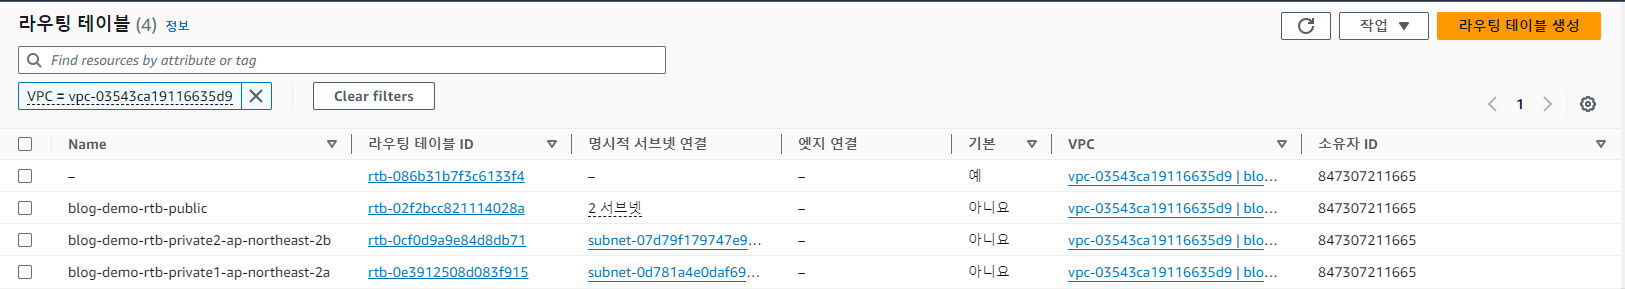 라우팅 테이블 (4) 정보
작업
라우팅 테이블 생성
Find resources by attribute or tag
VPC = vpc-03543ca19116635d9
Clear filters
1
Name 라우팅 테이블 ID 명시적 서브넷 연결 엣지 연결 기본 VPC 소유자 ID
– rtb-086b31b7f3c6133f4 – – 예 vpc-03543ca19116635d9 | blo... 847307211665
blog-demo-rtb-public rtb-02f2bcc821114028a 2 서브넷 – 아니요 vpc-03543ca19116635d9 | blo... 847307211665
blog-demo-rtb-private2-ap-northeast-2b rtb-0cf0d9a9e84d8db71 subnet-07d79f179747e9... – 아니요 vpc-03543ca19116635d9 | blo... 847307211665
blog-demo-rtb-private1-ap-northeast-2a rtb-0e3912508d083f915 subnet-0d781a4e0daf69... – 아니요 vpc-03543ca19116635d9 | blo... 847307211665